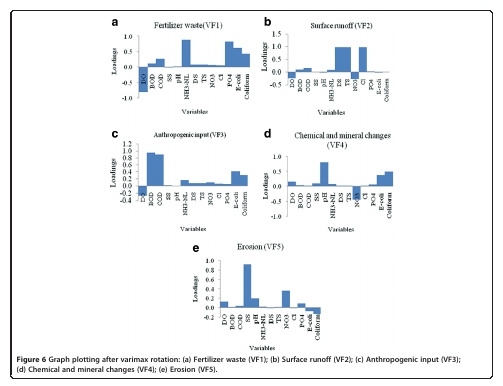 a
Fertilizer waste(VF1)
1.0
0.5
0.0
-0.5
-1.0
Loadings
DO
BOD
COD
SS
pH
NH3-NL
DS
TS
NO3
Cl
PO4
E-coli
Coliform
Variables
b
Surface runoff (VF2)
1.5
1.0
0.5
0.0
-0.5
Loadings
DO
BOD
COD
SS
pH
NH3-NL
DS
TS
NO3
Cl
PO4
E-coli
Coliform
Variables
c
Anthropogenic input (VF3)
1.2
1.0
0.8
0.6
0.4
0.2
0.0
-0.2
-0.4
Loadings
DO
BOD
COD
SS
pH
NH3-NL
DS
TS
NO3
Cl
PO4
E-coli
Coliform
Variables
d
Chemical and mineral changes
(VF4)
1.0
0.5
0.0
-0.5
-1.0
Loadings
DO
BOD
COD
SS
pH
NH3-NL
DS
TS
NO3
Cl
PO4
E-coli
Coliform
Variables
e
Erosion (VF5)
1.0
0.8
0.6
0.4
0.2
0.0
-0.2
Loadings
DO
BOD
COD
SS
pH
NH3-NL
DS
TS
NO3
Cl
PO4
E-coli
Coliform
Variables
Figure 6 Graph plotting after varimax rotation: (a) Fertilizer waste (VF1); (b) Surface runoff (VF2); (c) Anthropogenic input (VF3);
(d) Chemical and mineral changes (VF4); (e) Erosion (VF5).